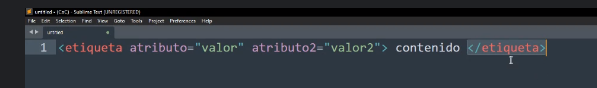 untitled - (CnC) - Sublime Text (UNREGISTERED)
File Edit Selection Find View Goto Tools Project Preferences Help
untitled
1 <etiqueta atributo="valor" atributo2="valor2"> contenido </etiqueta>